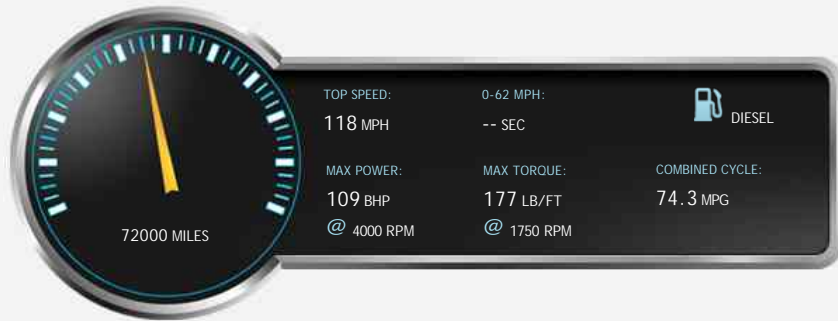 TOP SPEED:
118 MPH
0-62 MPH:
-- SEC
DIESEL
MAX POWER:
109 BHP
@ 4000 RPM
MAX TORQUE:
177 LB/FT
@ 1750 RPM
COMBINED CYCLE:
74.3 MPG
72000 MILES